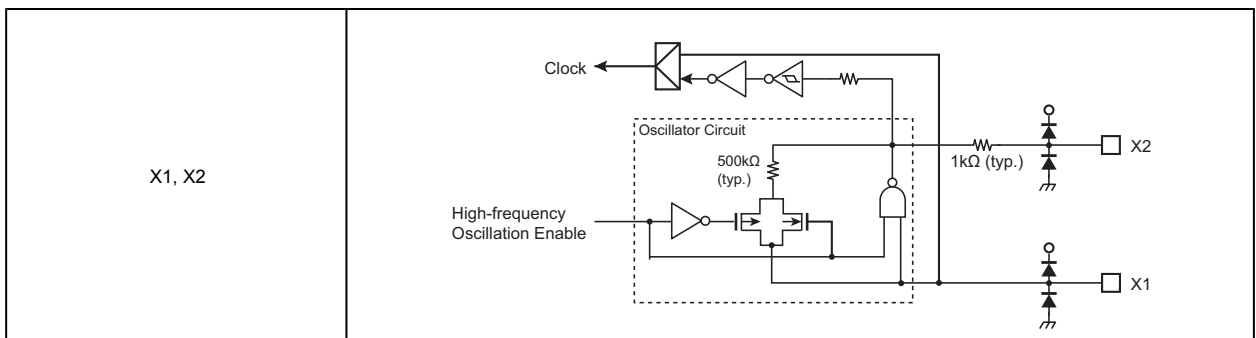 X1, X2
Clock
Oscillator Circuit
500kΩ
(typ.)
1kΩ (typ.)
X2
High-frequency
Oscillation Enable
X1